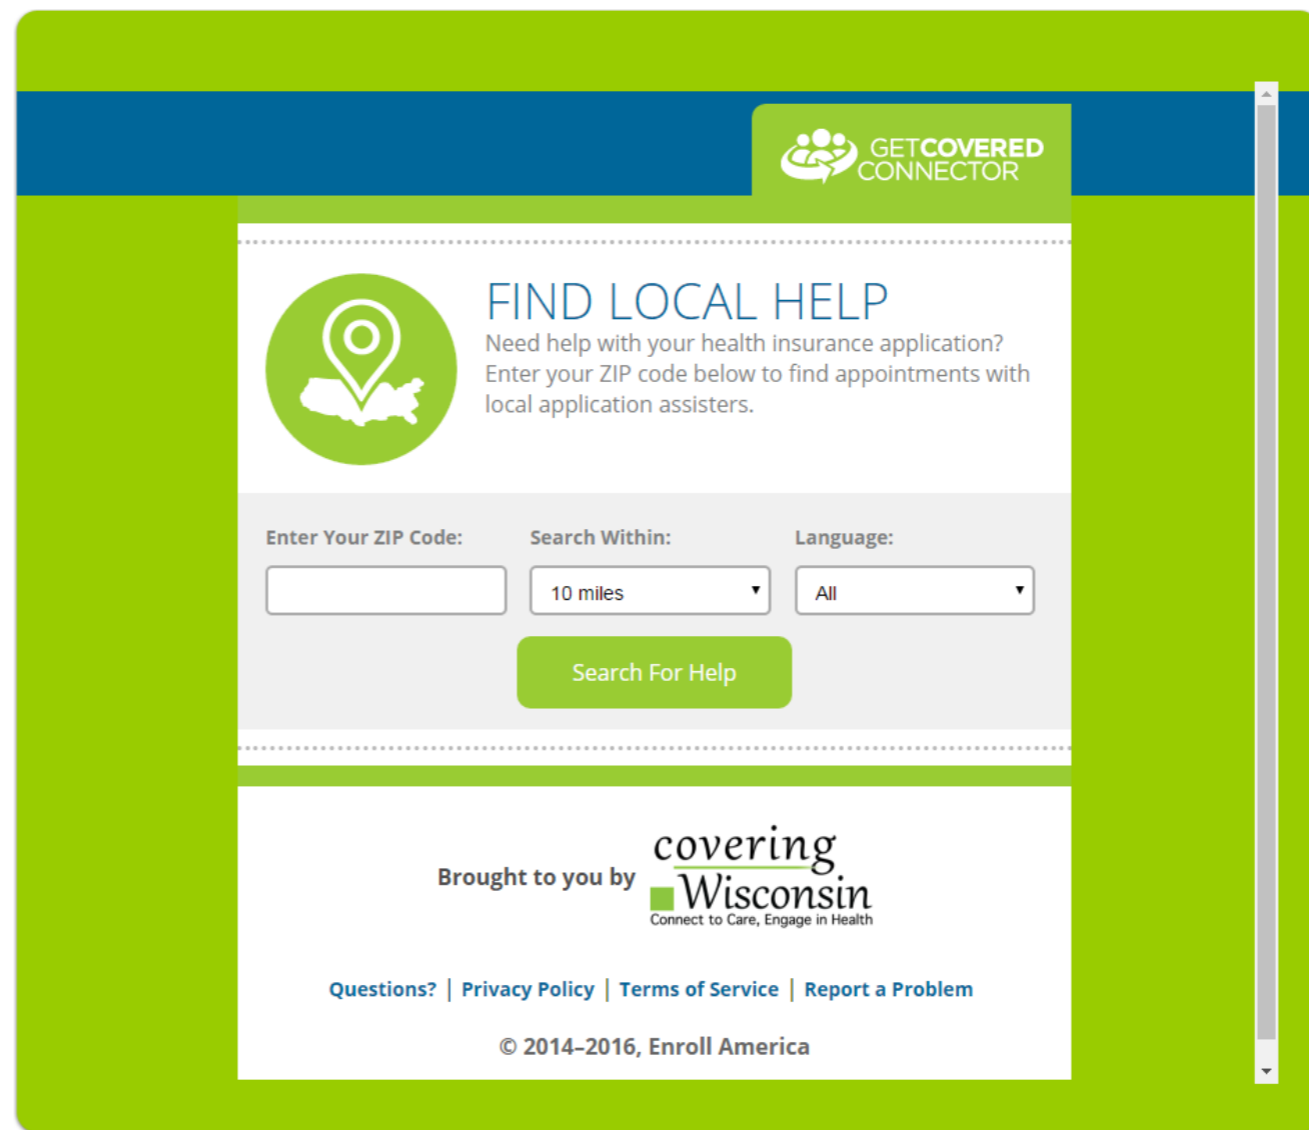 GETCOVERED
CONNECTOR
FIND LOCAL HELP
Need help with your health insurance application?
Enter your ZIP code below to find appointments with
local application assisters.
Enter Your ZIP Code: Search Within: Language:
10 miles All
Search For Help
Brought to you by
covering
Wisconsin
Connect to Care, Engage in Health
Questions? | Privacy Policy | Terms of Service | Report a Problem
© 2014–2016, Enroll America